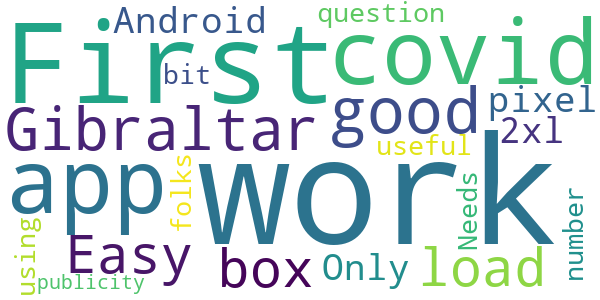 Android question
First covid
bit
Gibraltar good pixel
2xl
app work useful
folks Needs
Easy box Only load number
using publicity